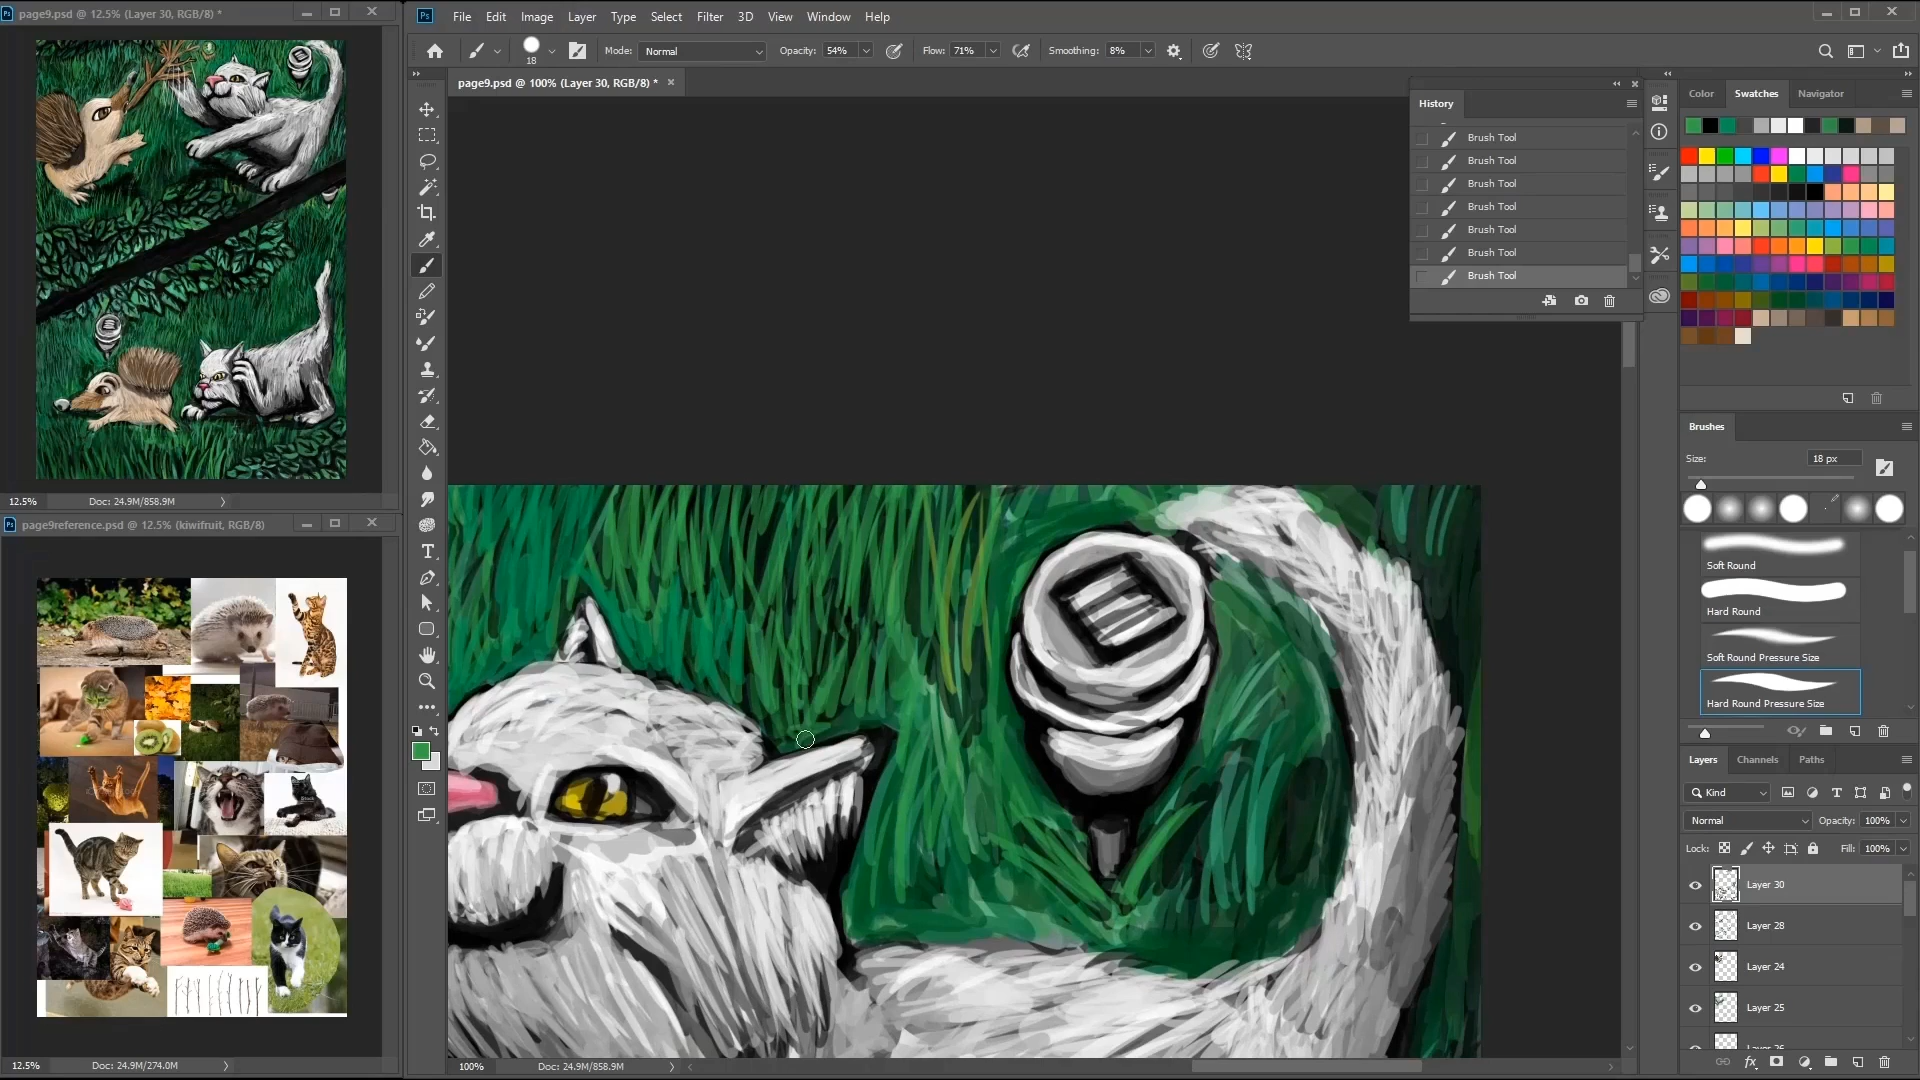 page9.psd @ 12.5% (Layer 30, RGB/8) *
12.5%
Doc: 24.9M/858.9M
page9reference.psd @ 12.5% (kiwifruit, RGB/8)
12.5%
Doc: 24.9M/274.0M
Ps
File Edit Image Layer Type Select Filter 3D View Window Help
18
Mode: Normal
Opacity: 54%
Flow: 71%
Smoothing: 8%
page9.psd @ 100% (Layer 30, RGB/8) *
History
Brush Tool
Brush Tool
Brush Tool
Brush Tool
Brush Tool
Brush Tool
Brush Tool
100%
Doc: 24.9M/858.9M
Color Swatches Navigator
Brushes
Size: 18 px
Soft Round
Hard Round
Soft Round Pressure Size
Hard Round Pressure Size
Layers Channels Paths
Kind
Normal
Opacity: 100%
Lock:
Fill: 100%
Layer 30
Layer 28
Layer 24
Layer 25